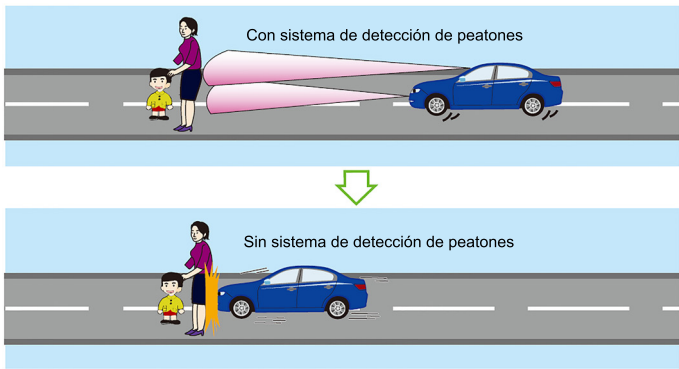 Con sistema de detección de peatones
Sin sistema de detección de peatones